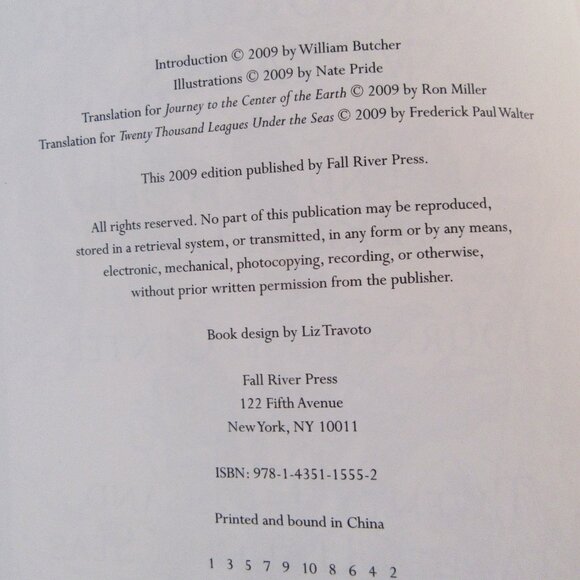 Introduction © 2009 by William Butcher
Illustrations © 2009 by Nate Pride
Translation for Journey to the Center of the Earth © 2009 by Ron Miller
Translation for Twenty Thousand Leagues Under the Seas © 2009 by Frederick Paul Walter
This 2009 edition published by Fall River Press.
All rights reserved. No part of this publication may be reproduced,
stored in a retrieval system, or transmitted, in any form or by any means,
electronic, mechanical, photocopying, recording, or otherwise,
without prior written permission from the publisher.
Book design by Liz Travoto
Fall River Press
122 Fifth Avenue
New York, NY 10011
ISBN: 978-1-4351-1555-2
Printed and bound in China
1 3 5 7 9 10 8 6 4 2